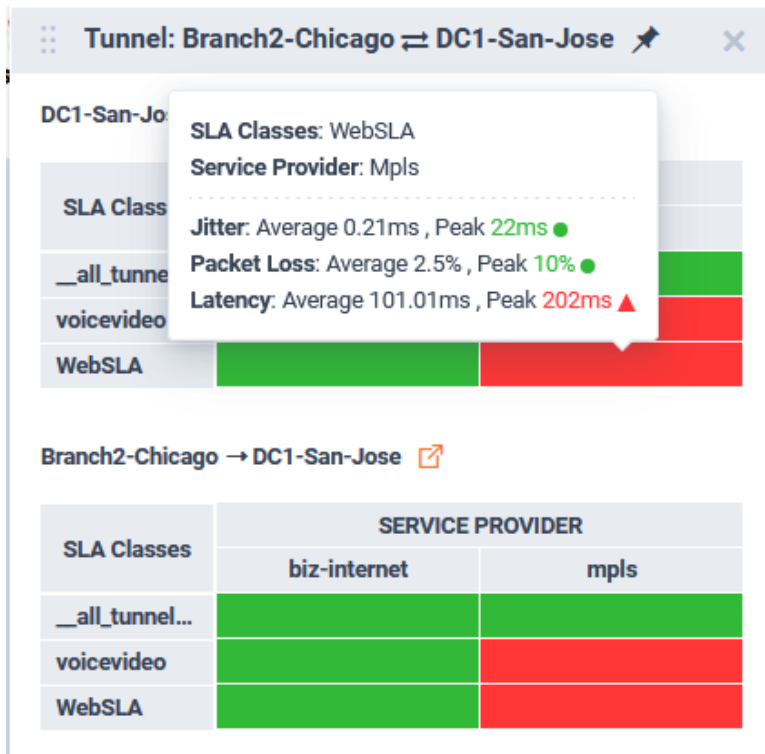 Tunnel: Branch2-Chicago ⇄ DC1-San-Jose
DC1-San-Jo
SLA Classes: WebSLA
Service Provider: Mpls
SLA Class
Jitter: Average 0.21ms , Peak 22ms
__all_tunne
Packet Loss: Average 2.5% , Peak 10%
voicevideo
Latency: Average 101.01ms , Peak 202ms
WebSLA
Branch2-Chicago → DC1-San-Jose
SLA Classes
SERVICE PROVIDER
biz-internet mpls
__all_tunnel...
voicevideo
WebSLA